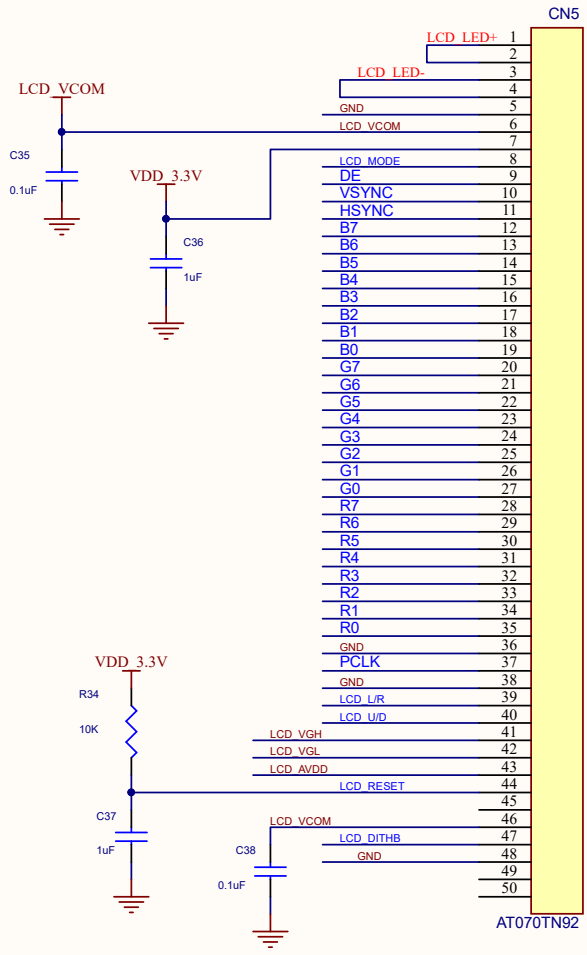 CN5
LCD_LED+ 1
2
LCD_LED- 3
4
GND 5
LCD_VCOM
LCD_VCOM 6
7
C35
0.1uF
LCD_MODE 8
VDD_3.3V
DE 9
VSYNC 10
HSYNC 11
B7 12
C36
B6 13
B5 14
1uF
B4 15
B3 16
B2 17
B1 18
B0 19
G7 20
G6 21
G5 22
G4 23
G3 24
G2 25
G1 26
G0 27
R7 28
R6 29
R5 30
R4 31
R3 32
R2 33
R1 34
R0 35
GND 36
VDD_3.3V
PCLK 37
GND 38
R34
10K
LCD_L/R 39
LCD_U/D 40
LCD_VGH 41
LCD_VGL 42
LCD_AVDD 43
LCD_RESET 44
45
C37
1uF
LCD_VCOM 46
LCD_DITHB 47
C38
0.1uF
GND 48
49
50
AT070TN92